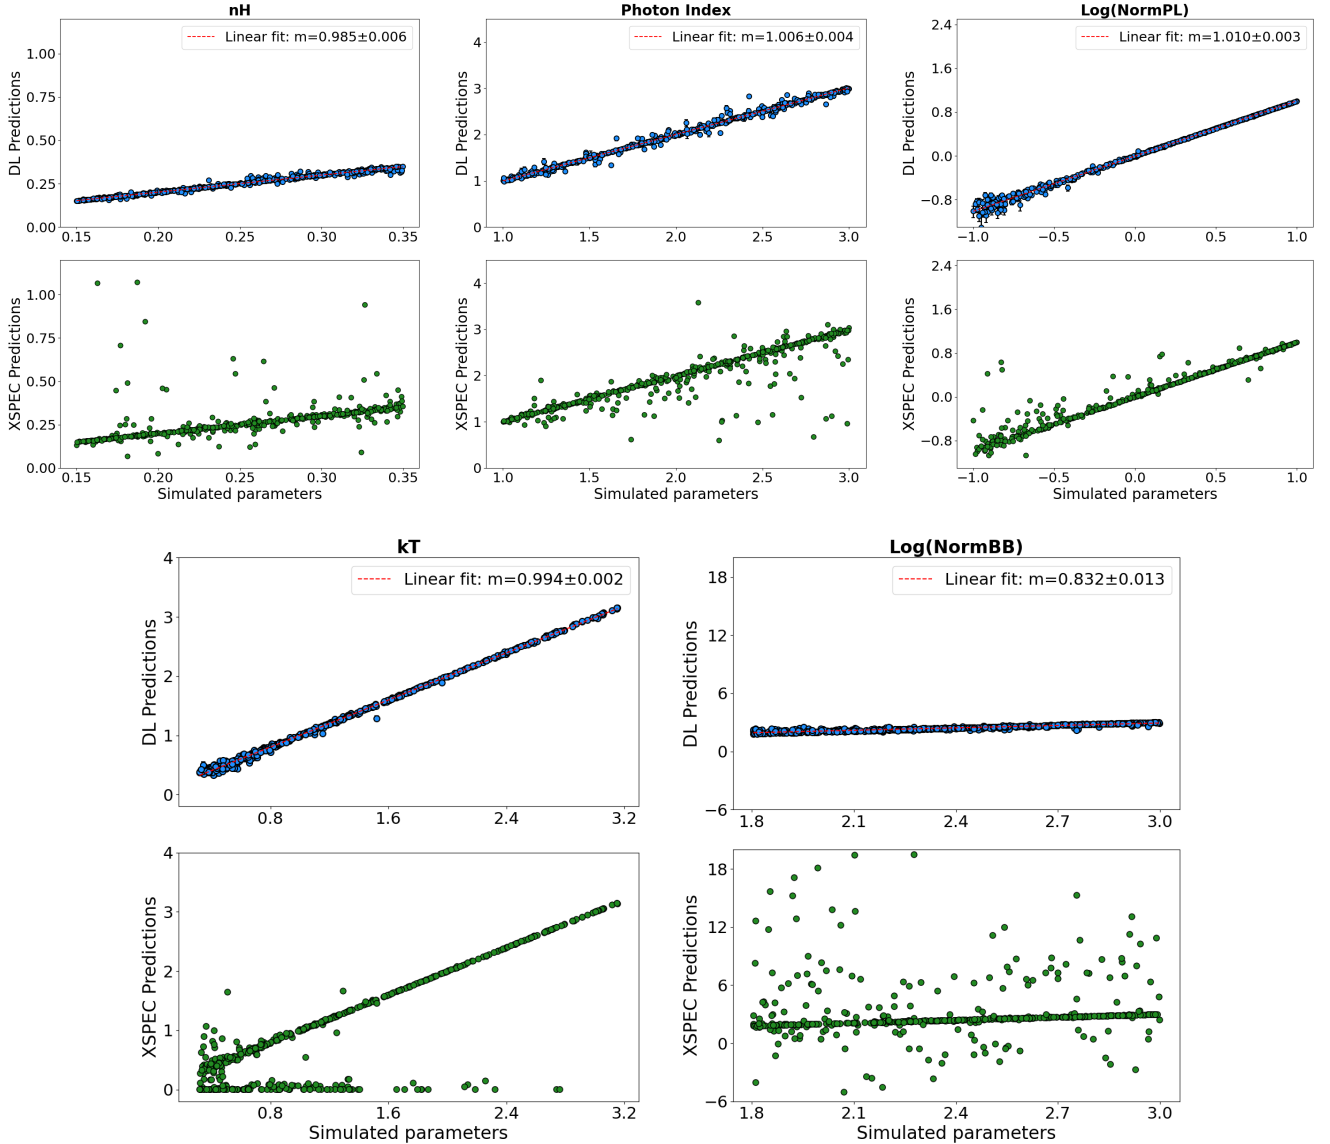 nH
Linear fit: m=0.985±0.006
DL Predictions
1.00
0.75
0.50
0.25
0.00
0.15 0.20 0.25 0.30 0.35
Photon Index
Linear fit: m=1.006±0.004
DL Predictions
4
3
2
1
0
1.0 1.5 2.0 2.5 3.0
Log(NormPL)
Linear fit: m=1.010±0.003
DL Predictions
2.4
1.6
0.8
0.0
−0.8
−1.0 −0.5 0.0 0.5 1.0
XSPEC Predictions
1.00
0.75
0.50
0.25
0.00
0.15 0.20 0.25 0.30 0.35
Simulated parameters
XSPEC Predictions
4
3
2
1
0
1.0 1.5 2.0 2.5 3.0
Simulated parameters
XSPEC Predictions
2.4
1.6
0.8
0.0
−0.8
−1.0 −0.5 0.0 0.5 1.0
Simulated parameters
kT
Linear fit: m=0.994±0.002
DL Predictions
4
3
2
1
0
0.8 1.6 2.4 3.2
Log(NormBB)
Linear fit: m=0.832±0.013
DL Predictions
18
12
6
0
−6
1.8 2.1 2.4 2.7 3.0
XSPEC Predictions
4
3
2
1
0
0.8 1.6 2.4 3.2
Simulated parameters
XSPEC Predictions
18
12
6
0
−6
1.8 2.1 2.4 2.7 3.0
Simulated parameters